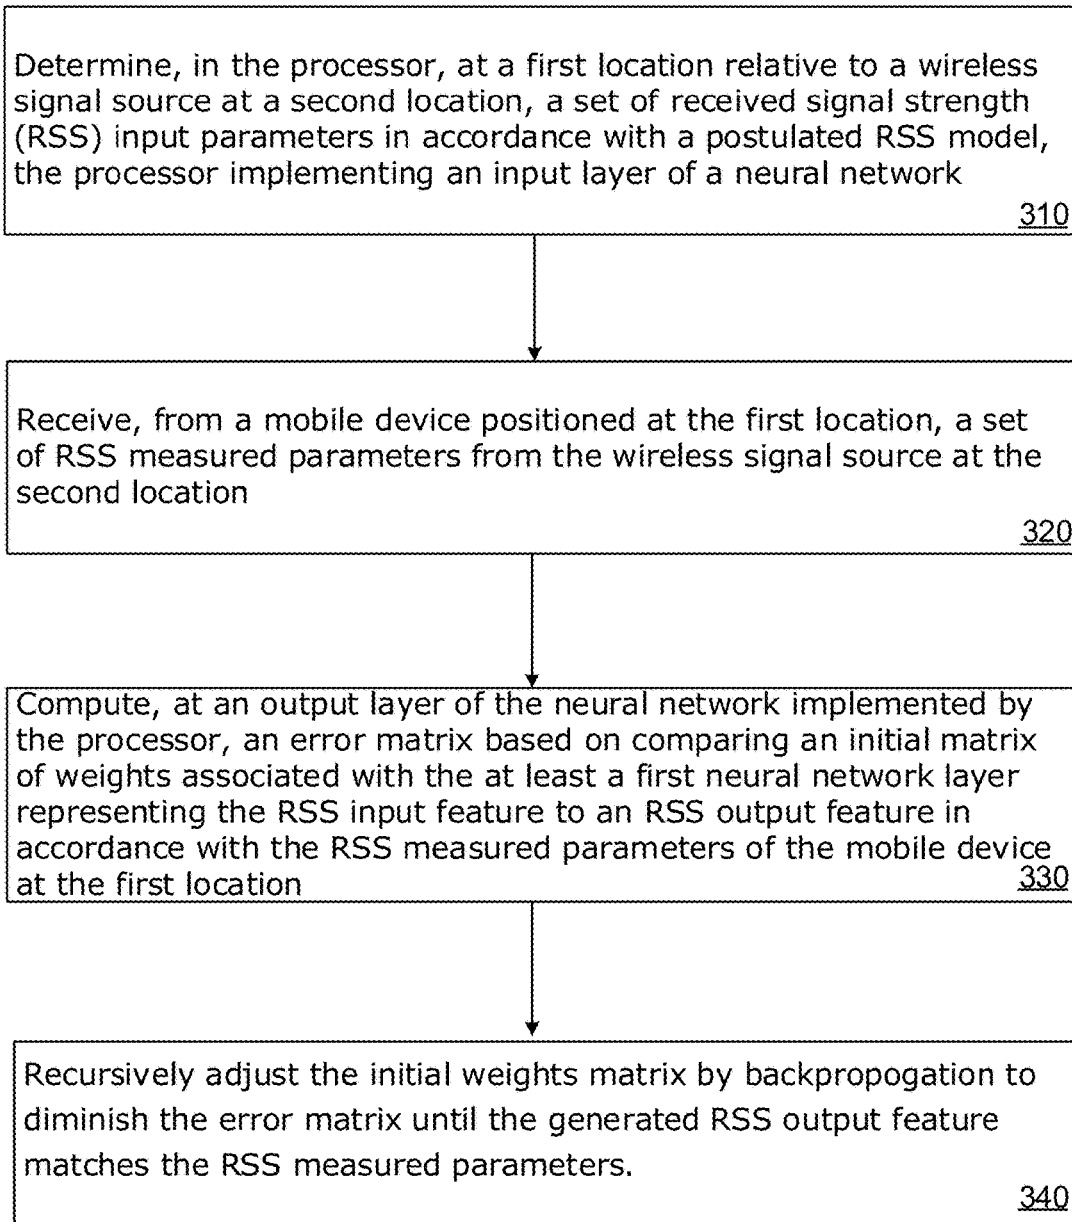 Determine, in the processor, at a first location relative to a wireless
signal source at a second location, a set of received signal strength
(RSS) input parameters in accordance with a postulated RSS model,
the processor implementing an input layer of a neural network
310
Receive, from a mobile device positioned at the first location, a set
of RSS measured parameters from the wireless signal source at the
second location
320
Compute, at an output layer of the neural network implemented by
the processor, an error matrix based on comparing an initial matrix
of weights associated with the at least a first neural network layer
representing the RSS input feature to an RSS output feature in
accordance with the RSS measured parameters of the mobile device
at the first location
330
Recursively adjust the initial weights matrix by backpropogation to
diminish the error matrix until the generated RSS output feature
matches the RSS measured parameters.
340